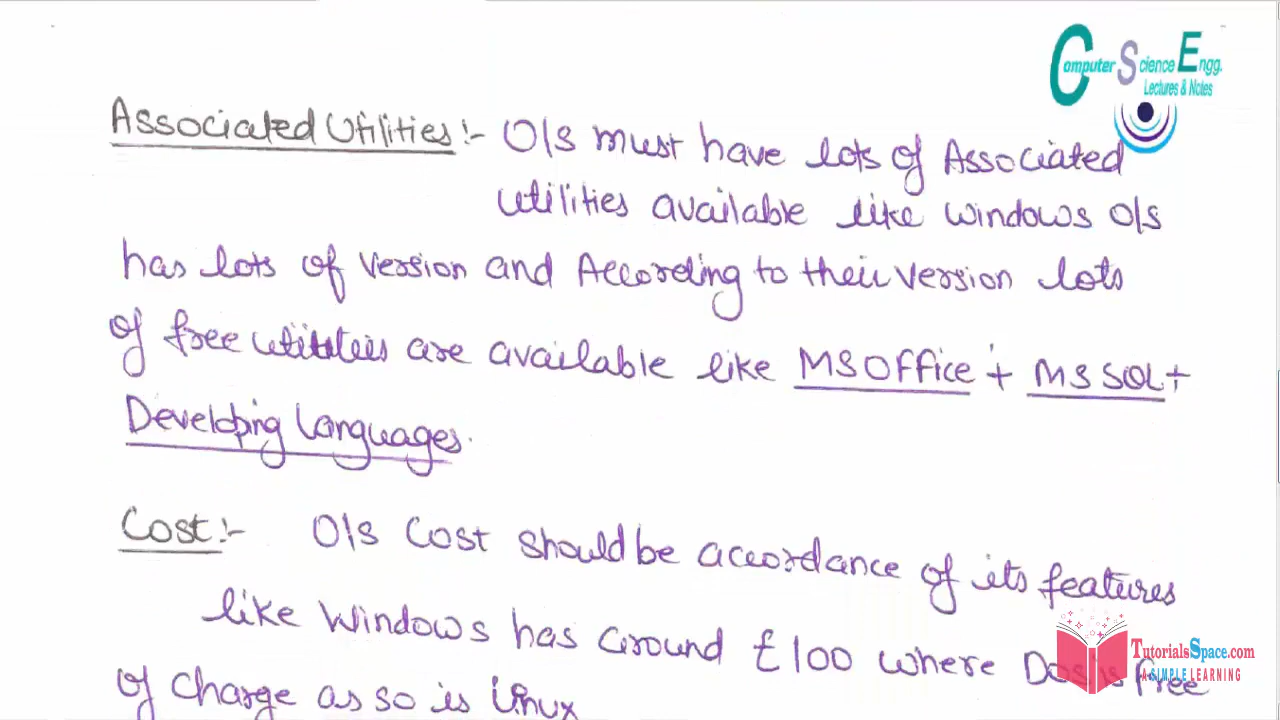 Computer Science Engg.
Lectures & Notes
Associated Utilities:- O/S must have lots of Associated
utilities available like windows O/S
has lots of version and According to their version lots
of free utilities are available like MS Office + MS SQL +
Developing Languages.
Cost:- O/S Cost should be accordance of its features
like Windows has around £100 where Dos is free
of charge as so is Linux
TutorialsSpace.com
A SIMPLE LEARNING